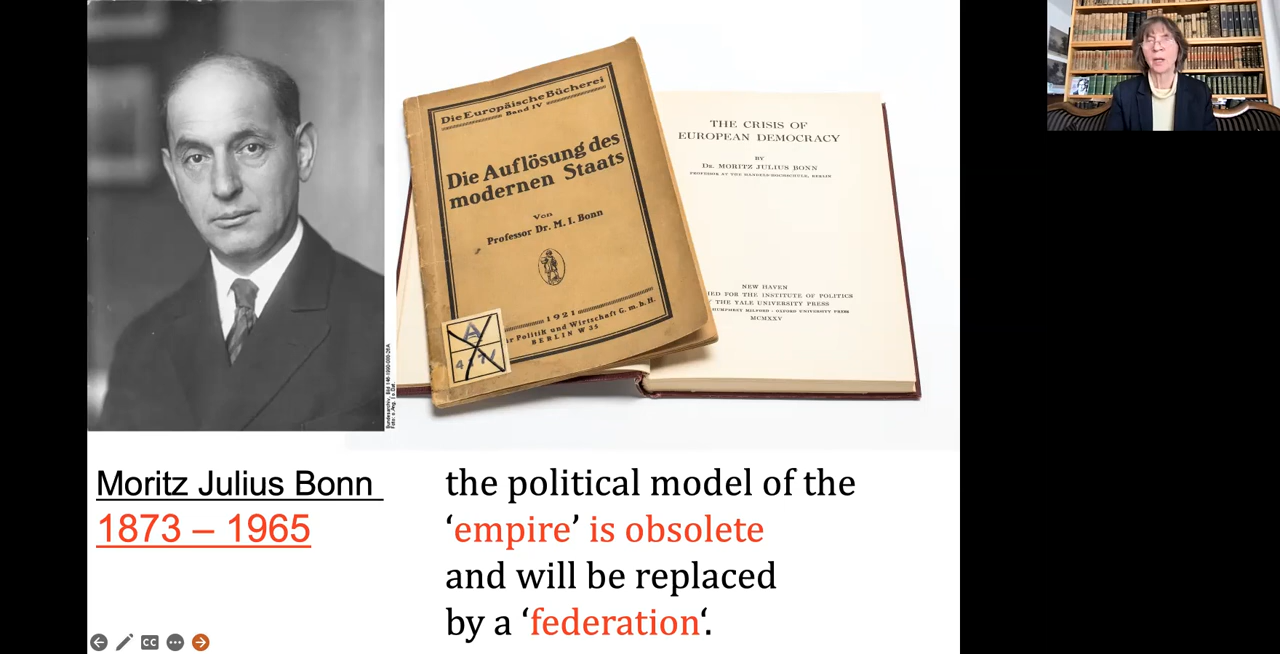 Die Europäische Bücherei
Band IV
Die Auflösung des
modernen Staats
Von
Professor Dr. M. I. Bonn
1921
für Politik und Wirtschaft G. m. b. H.
BERLIN W 35
A
THE CRISIS OF
EUROPEAN DEMOCRACY
BY
DR. MORITZ JULIUS BONN
PROFESSOR AT THE HANDELS-HOCHSCHULE, BERLIN
NEW HAVEN
FOR THE INSTITUTE OF POLITICS
THE YALE UNIVERSITY PRESS
HUMPHREY MILFORD · OXFORD UNIVERSITY PRESS
MCMXXV
Moritz Julius Bonn
1873 – 1965
the political model of the
‘empire’ is obsolete
and will be replaced
by a ‘federation‘.
CC